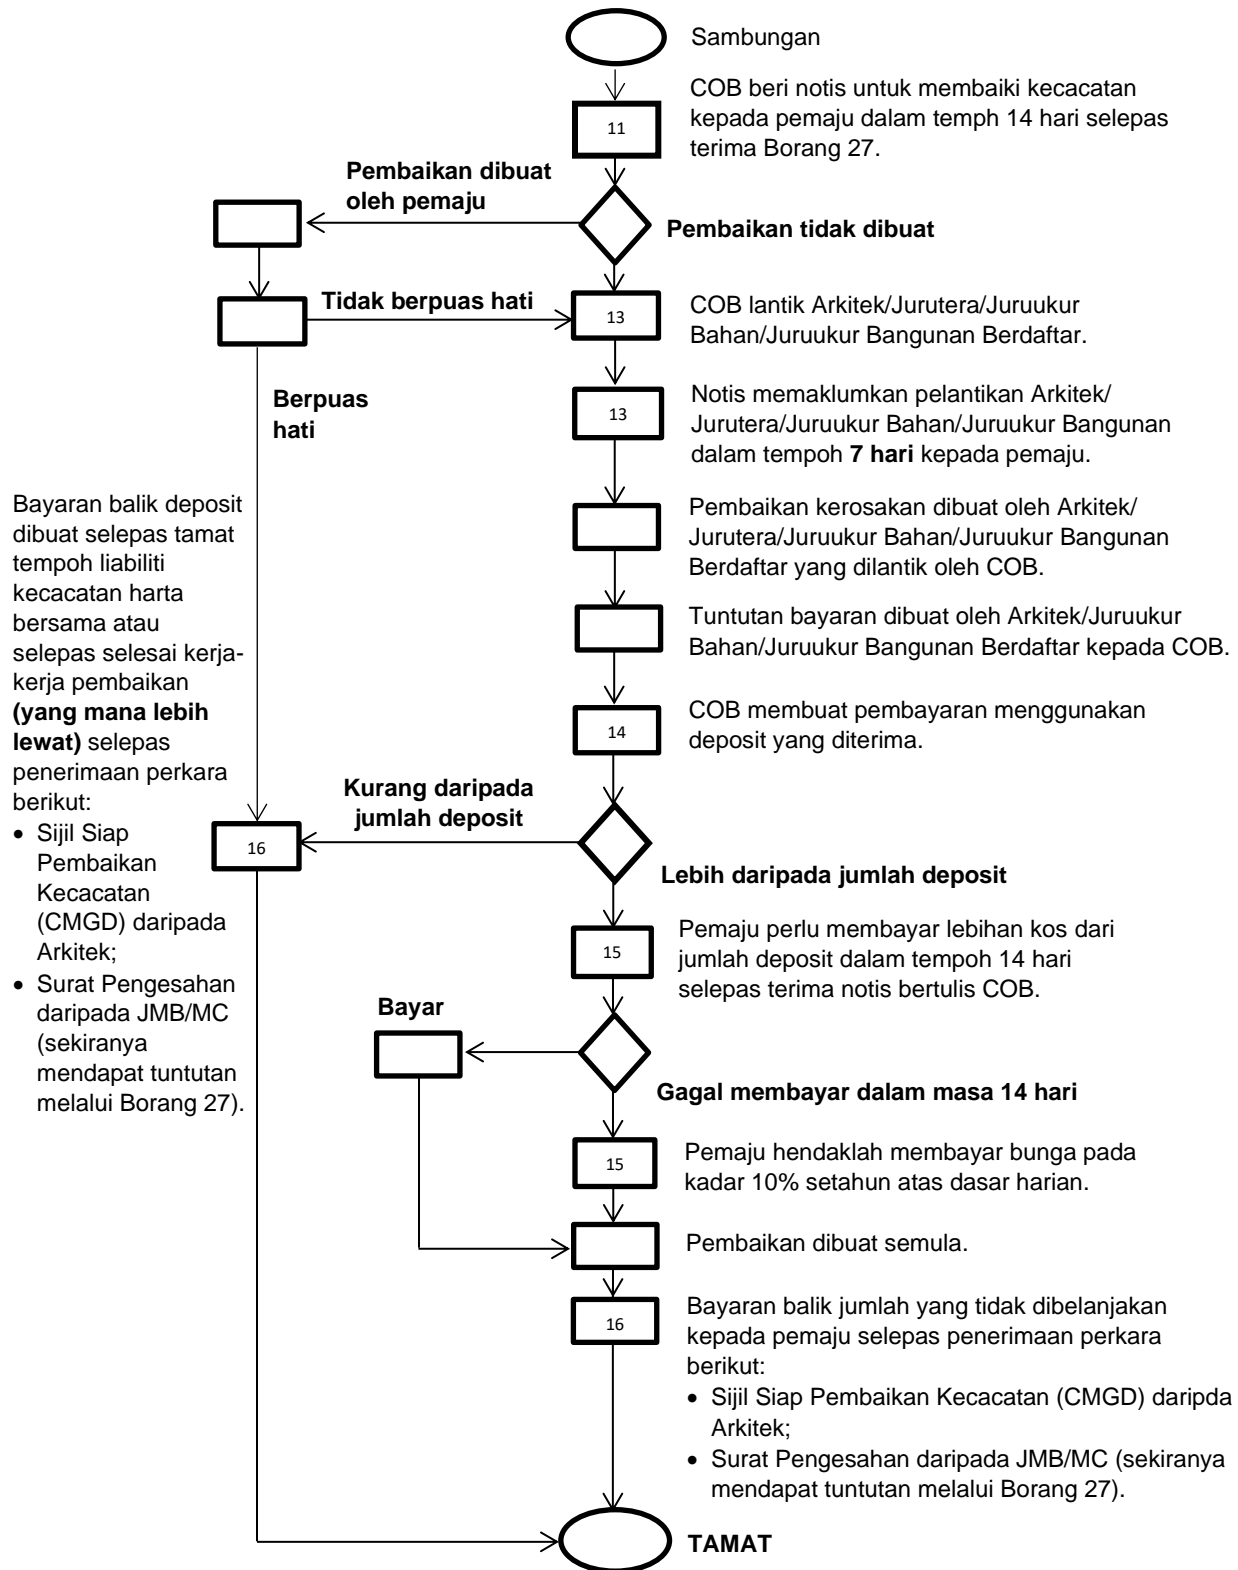 Sambungan
COB beri notis untuk membaiki kecacatan
kepada pemaju dalam temph 14 hari selepas
terima Borang 27.
11
Pembaikan dibuat
oleh pemaju
Pembaikan tidak dibuat
Tidak berpuas hati
13
COB lantik Arkitek/Jurutera/Juruukur
Bahan/Juruukur Bangunan Berdaftar.
Berpuas
hati
13
Notis memaklumkan pelantikan Arkitek/
Jurutera/Juruukur Bahan/Juruukur Bangunan
dalam tempoh 7 hari kepada pemaju.
Pembaikan kerosakan dibuat oleh Arkitek/
Jurutera/Juruukur Bahan/Juruukur Bangunan
Berdaftar yang dilantik oleh COB.
Tuntutan bayaran dibuat oleh Arkitek/Juruukur
Bahan/Juruukur Bangunan Berdaftar kepada COB.
14
COB membuat pembayaran menggunakan
deposit yang diterima.
Bayaran balik deposit
dibuat selepas tamat
tempoh liabiliti
kecacatan harta
bersama atau
selepas selesai kerja-
kerja pembaikan
(yang mana lebih
lewat) selepas
penerimaan perkara
berikut:
• Sijil Siap
Pembaikan
Kecacatan
(CMGD) daripada
Arkitek;
• Surat Pengesahan
daripada JMB/MC
(sekiranya
mendapat tuntutan
melalui Borang 27).
Kurang daripada
jumlah deposit
16
Lebih daripada jumlah deposit
15
Pemaju perlu membayar lebihan kos dari
jumlah deposit dalam tempoh 14 hari
selepas terima notis bertulis COB.
Bayar
Gagal membayar dalam masa 14 hari
15
Pemaju hendaklah membayar bunga pada
kadar 10% setahun atas dasar harian.
Pembaikan dibuat semula.
16
Bayaran balik jumlah yang tidak dibelanjakan
kepada pemaju selepas penerimaan perkara
berikut:
• Sijil Siap Pembaikan Kecacatan (CMGD) daripda
Arkitek;
• Surat Pengesahan daripada JMB/MC (sekiranya
mendapat tuntutan melalui Borang 27).
TAMAT